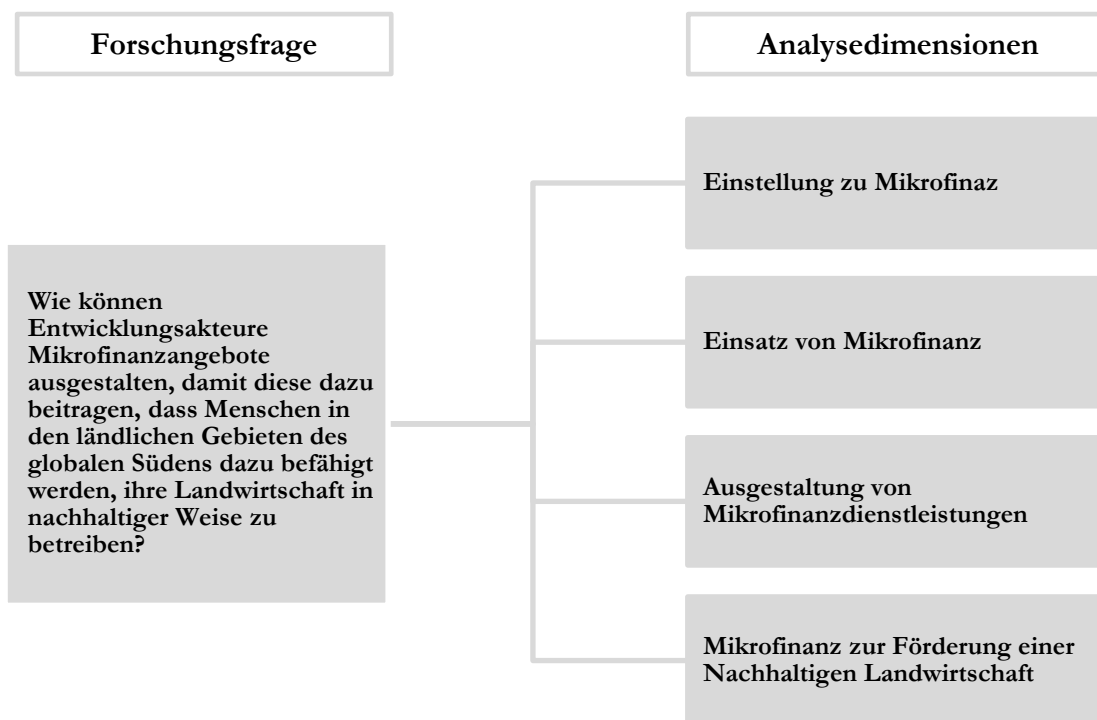 Forschungsfrage
Analysedimensionen
Wie können
Entwicklungsakteure
Mikrofinanzangebote
ausgestalten, damit diese dazu
beitragen, dass Menschen in
den ländlichen Gebieten des
globalen Südens dazu befähigt
werden, ihre Landwirtschaft in
nachhaltiger Weise zu
betreiben?
Einstellung zu Mikrofinaz
Einsatz von Mikrofinanz
Ausgestaltung von
Mikrofinanzdienstleistungen
Mikrofinanz zur Förderung einer
Nachhaltigen Landwirtschaft